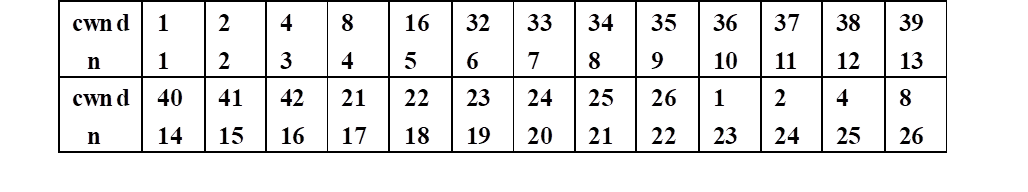 cwnd 1 2 4 8 16 32 33 34 35 36 37 38 39
n 1 2 3 4 5 6 7 8 9 10 11 12 13
cwnd 40 41 42 21 22 23 24 25 26 1 2 4 8
n 14 15 16 17 18 19 20 21 22 23 24 25 26